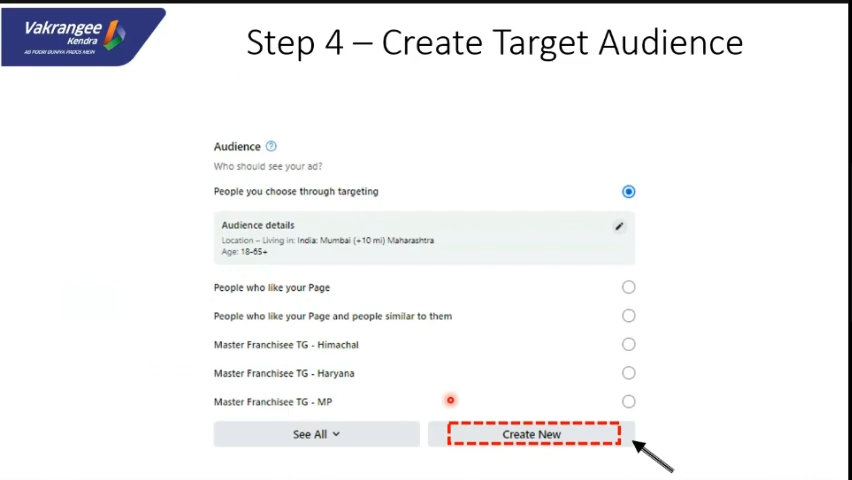 Vakrangee
Kendra
AB POORI DUNIYA PADOS MEIN
Step 4 – Create Target Audience
Audience ?
Who should see your ad?
People you choose through targeting
Audience details
Location – Living in: India: Mumbai (+10 mi) Maharashtra
Age: 18-65+
People who like your Page
People who like your Page and people similar to them
Master Franchisee TG - Himachal
Master Franchisee TG - Haryana
Master Franchisee TG - MP
See All
Create New